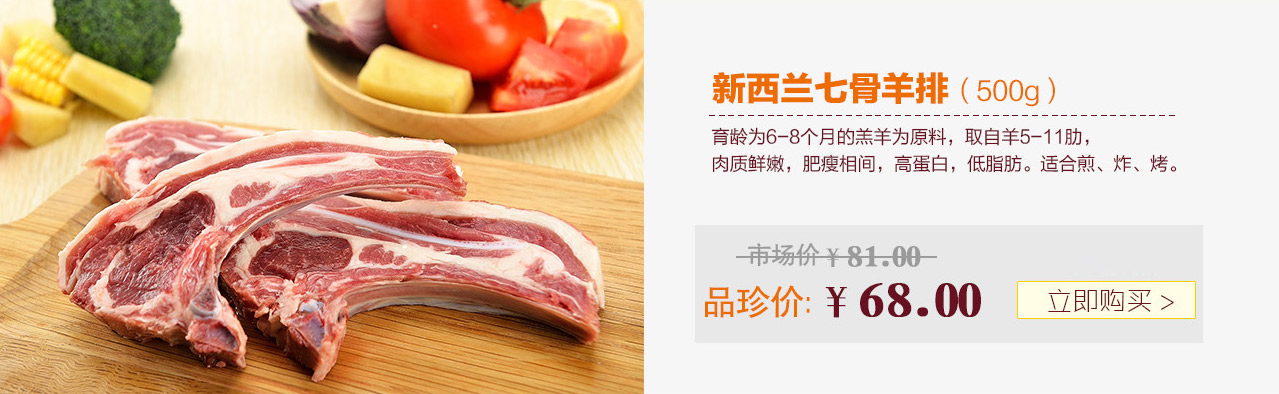 新西兰七骨羊排（500g）
育龄为6-8个月的羔羊为原料，取自羊5-11肋，
肉质鲜嫩，肥瘦相间，高蛋白，低脂肪。适合煎、炸、烤。
市场价￥81.00
品珍价:￥68.00
立即购买 >